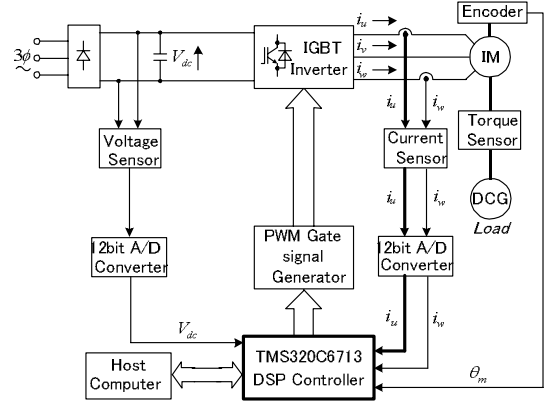 Encoder
3ϕ
~
V_dc
IGBT
Inverter
i_u
i_v
i_w
IM
i_u
i_w
Torque
Sensor
Voltage
Sensor
Current
Sensor
i_u
i_w
DCG
Load
12bit A/D
Converter
PWM Gate
signal
Generator
12bit A/D
Converter
V_dc
i_u
i_w
Host
Computer
TMS320C6713
DSP Controller
θ_m